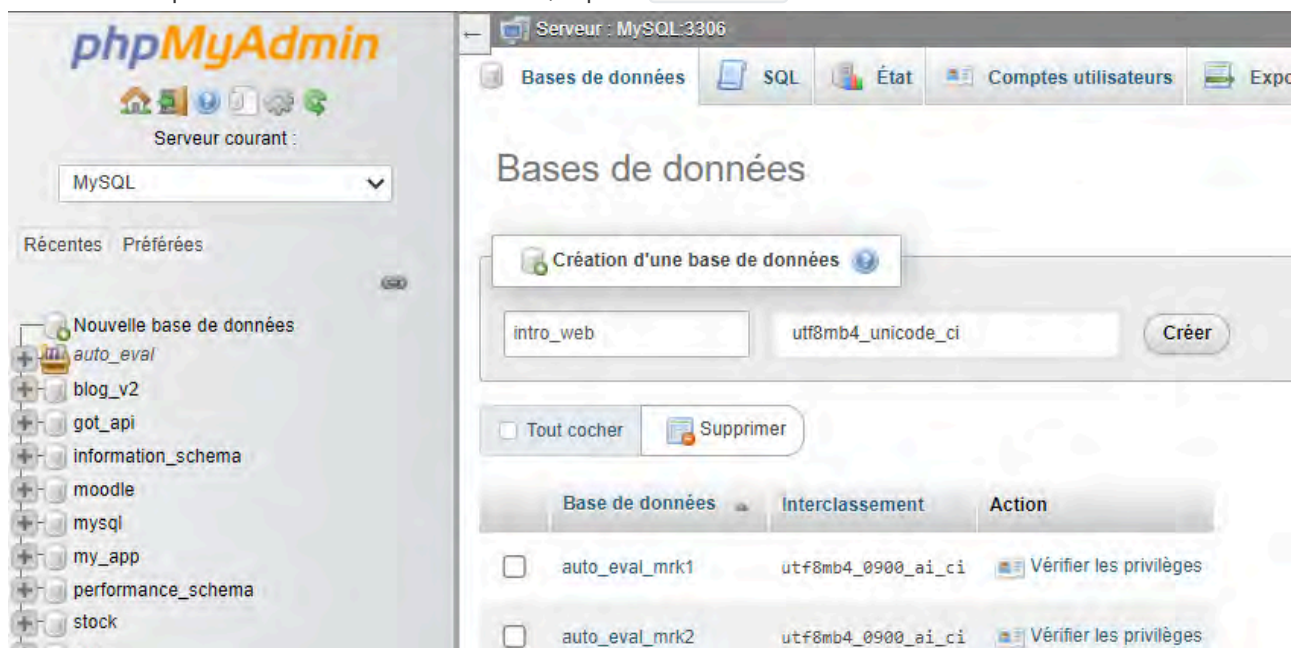 phpMyAdmin
Serveur courant :
MySQL
Récentes Préférées
Nouvelle base de données
auto_eval
blog_v2
got_api
information_schema
moodle
mysql
my_app
performance_schema
stock
Serveur : MySQL:3306
Bases de données SQL État Comptes utilisateurs Expo
Bases de données
Création d'une base de données
intro_web utf8mb4_unicode_ci Créer
Tout cocher Supprimer
Base de données Interclassement Action
auto_eval_mrk1 utf8mb4_0900_ai_ci Vérifier les privilèges
auto_eval_mrk2 utf8mb4_0900_ai_ci Vérifier les privilèges